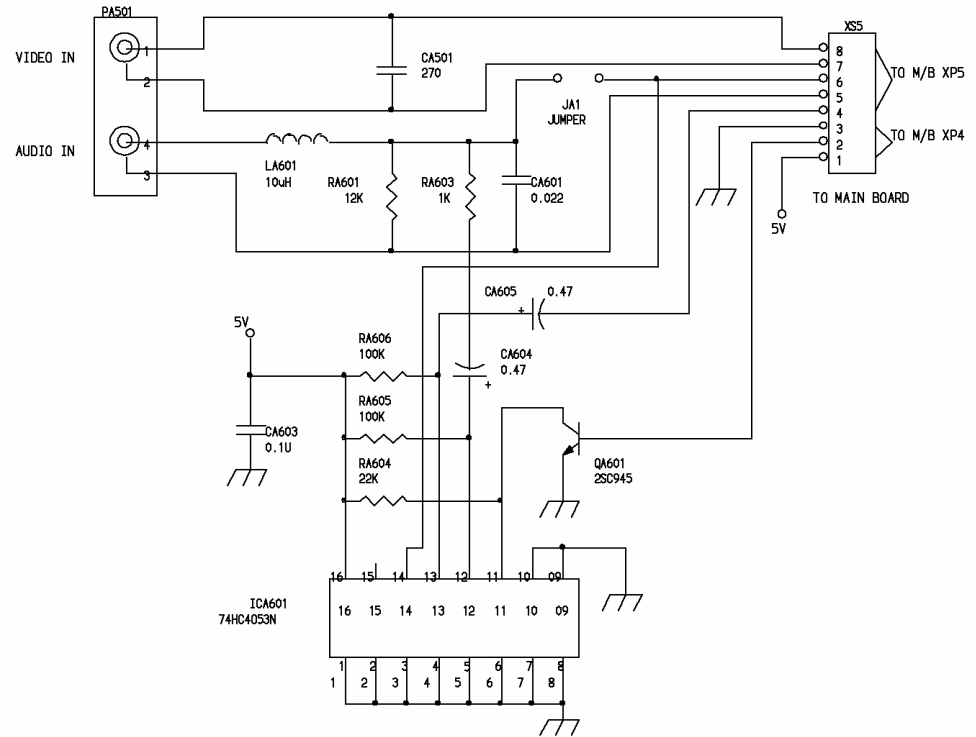 PA501
XS5
VIDEO IN
1
2
CA501
270
8
7
6
5
4
3
2
1
TO M/B XP5
TO M/B XP4
JA1
JUMPER
AUDIO IN
4
3
LA601
10uH
RA601
12K
RA603
1K
CA601
0.022
TO MAIN BOARD
5V
CA605
0.47
+
5V
RA606
100K
CA604
0.47
+
RA605
100K
CA603
0.1U
RA604
22K
QA601
2SC945
ICA601
74HC4053N
16 15 14 13 12 11 10 09
16 15 14 13 12 11 10 09
1 2 3 4 5 6 7 8
1 2 3 4 5 6 7 8